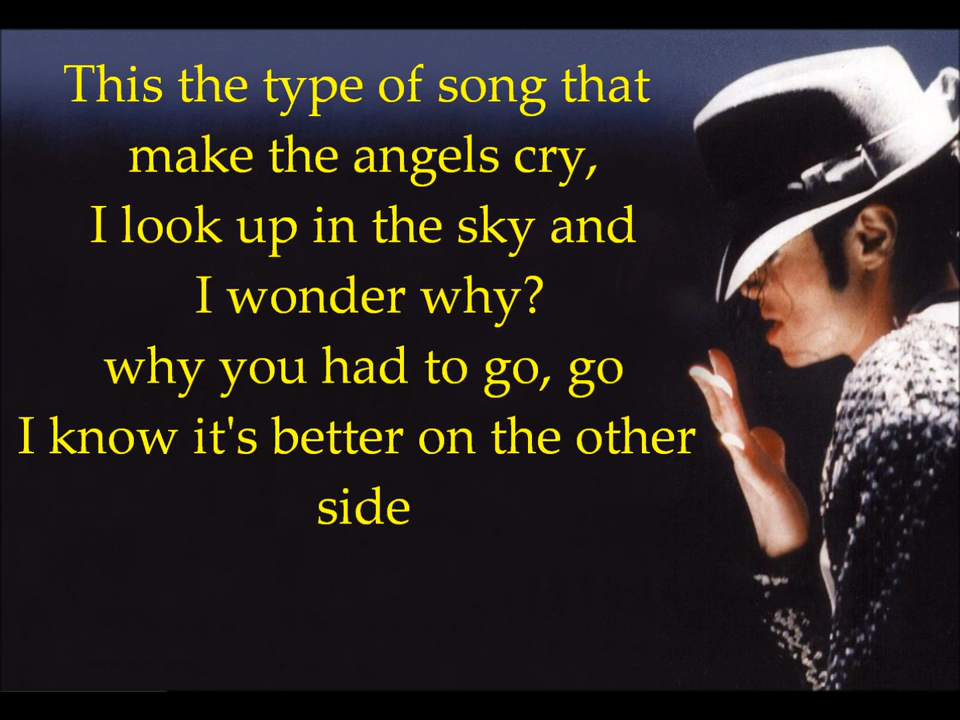 This the type of song that
make the angels cry,
I look up in the sky and
I wonder why?
why you had to go, go
I know it's better on the other
side